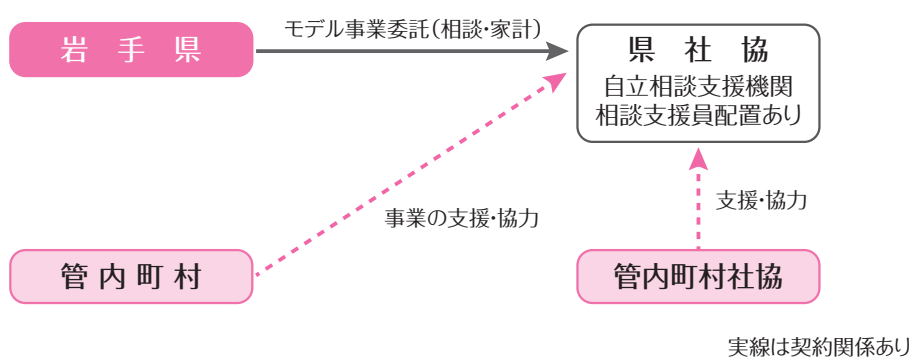 モデル事業委託(相談・家計)
岩手県
県社協
自立相談支援機関
相談支援員配置あり
事業の支援・協力
支援・協力
管内町村
管内町村社協
実線は契約関係あり